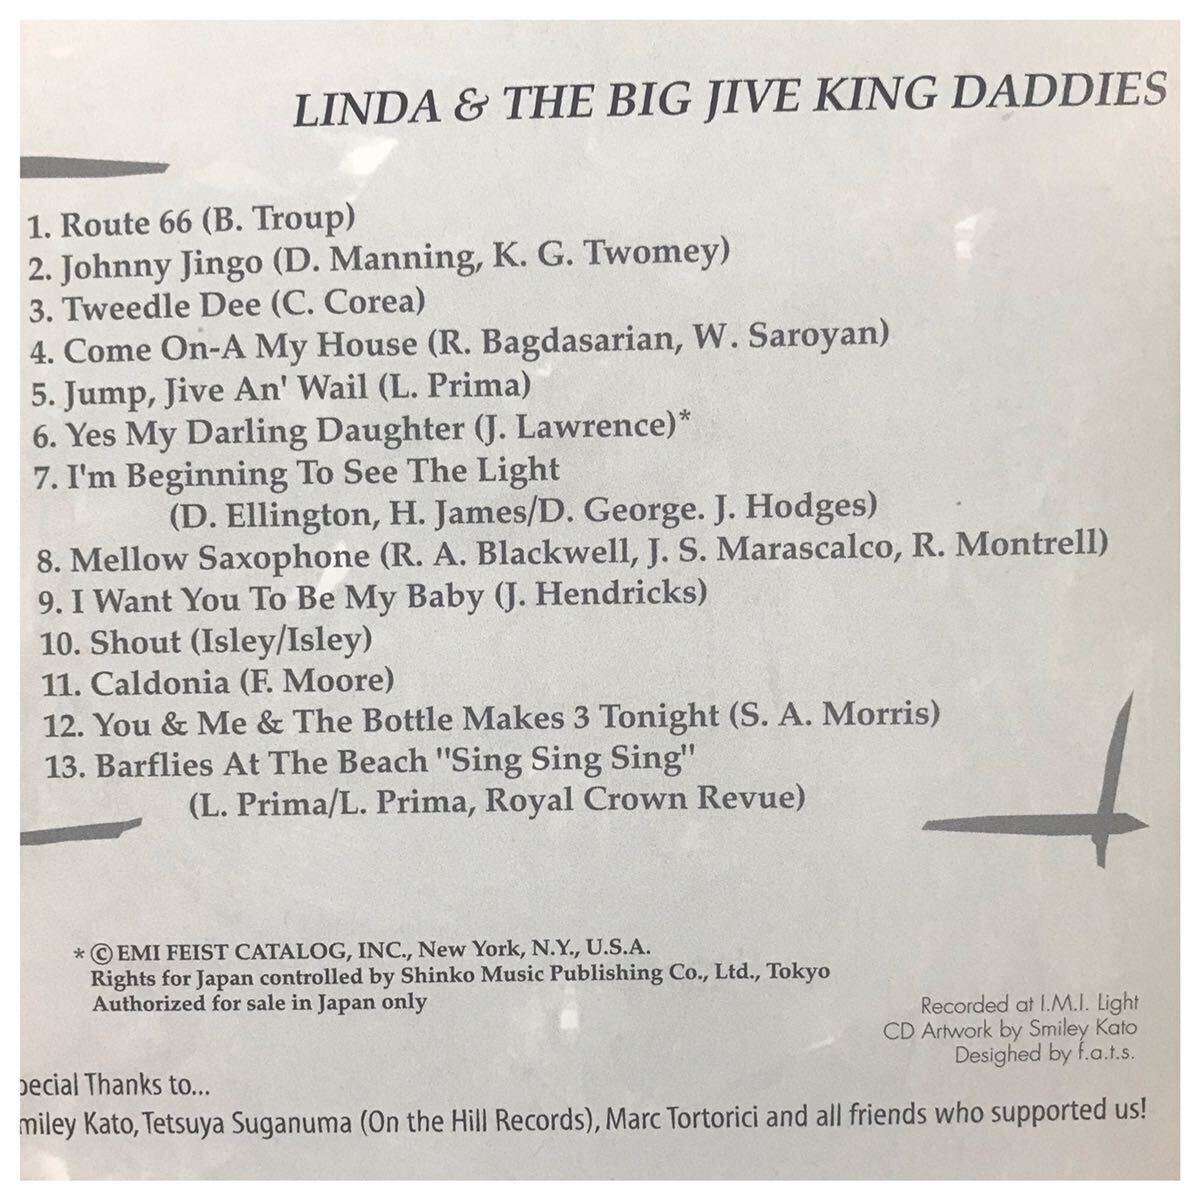 LINDA & THE BIG JIVE KING DADDIES
1. Route 66 (B. Troup)
2. Johnny Jingo (D. Manning, K. G. Twomey)
3. Tweedle Dee (C. Corea)
4. Come On-A My House (R. Bagdasarian, W. Saroyan)
5. Jump, Jive An' Wail (L. Prima)
6. Yes My Darling Daughter (J. Lawrence)*
7. I'm Beginning To See The Light
(D. Ellington, H. James/D. George. J. Hodges)
8. Mellow Saxophone (R. A. Blackwell, J. S. Marascalco, R. Montrell)
9. I Want You To Be My Baby (J. Hendricks)
10. Shout (Isley/Isley)
11. Caldonia (F. Moore)
12. You & Me & The Bottle Makes 3 Tonight (S. A. Morris)
13. Barflies At The Beach "Sing Sing Sing"
(L. Prima/L. Prima, Royal Crown Revue)
* © EMI FEIST CATALOG, INC., New York, N.Y., U.S.A.
Rights for Japan controlled by Shinko Music Publishing Co., Ltd., Tokyo
Authorized for sale in Japan only
Recorded at I.M.I. Light
CD Artwork by Smiley Kato
Desighed by f.a.t.s.
pecial Thanks to...
miley Kato, Tetsuya Suganuma (On the Hill Records), Marc Tortorici and all friends who supported us!